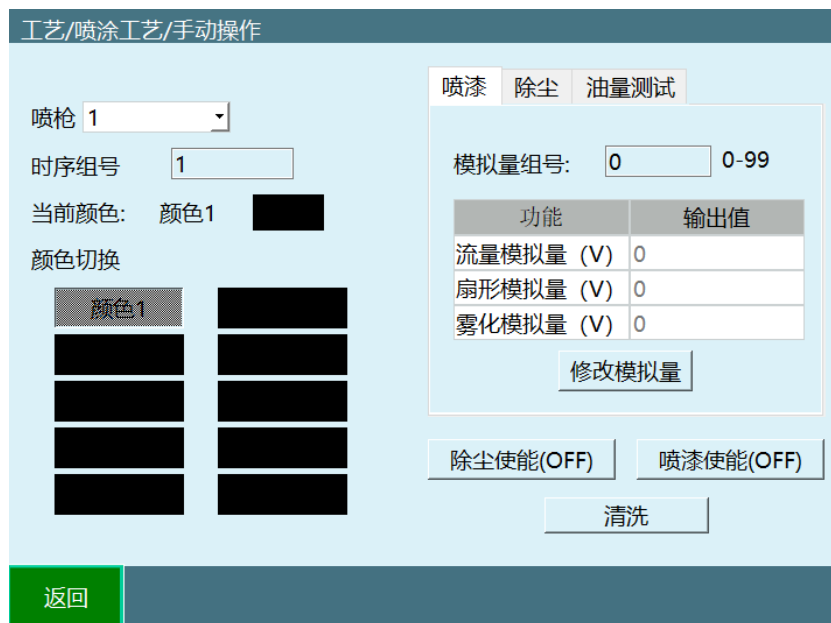 工艺/喷涂工艺/手动操作
喷枪 1
时序组号 1
当前颜色: 颜色1
颜色切换
颜色1
喷漆 除尘 油量测试
模拟量组号: 0 0-99
功能 输出值
流量模拟量 (V) 0
扇形模拟量 (V) 0
雾化模拟量 (V) 0
修改模拟量
除尘使能(OFF) 喷漆使能(OFF)
清洗
返回